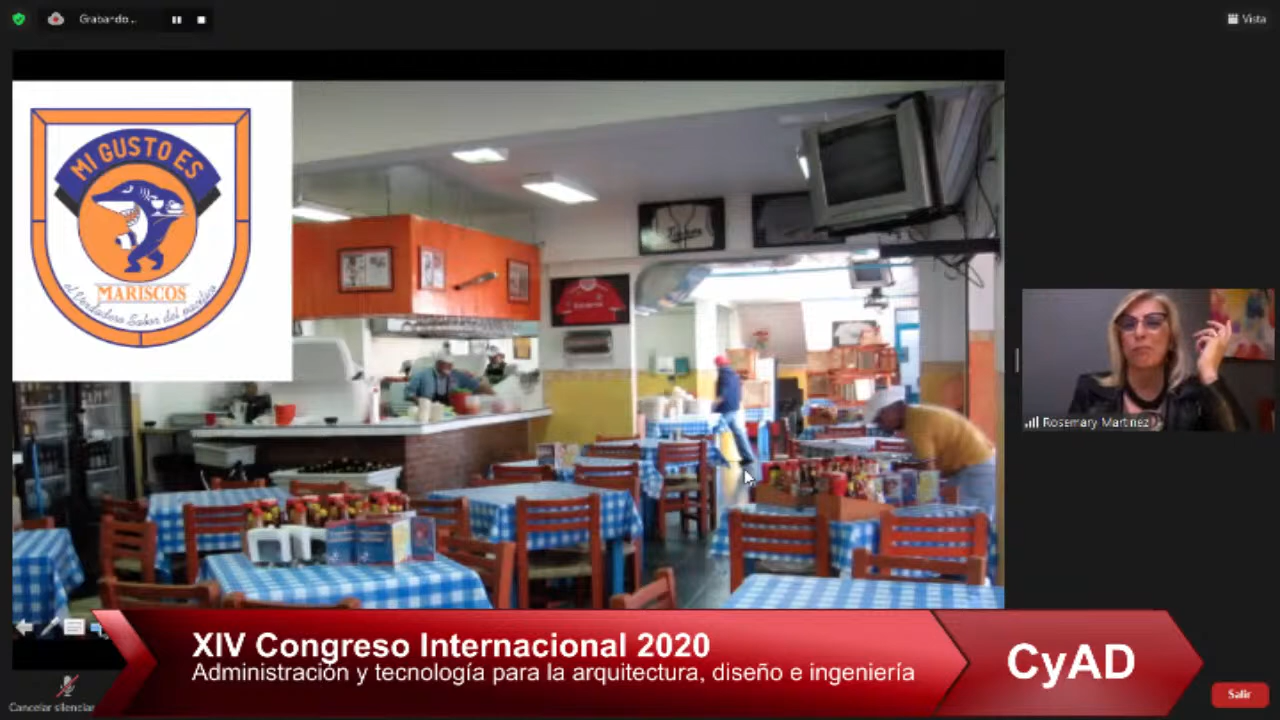 Grabando...
Vista
MI GUSTO ES
MARISCOS
el Verdadero Sabor del pacífico
Rosemary Martinez
XIV Congreso Internacional 2020
Administración y tecnología para la arquitectura, diseño e ingeniería
CyAD
Cancelar silenciar
Salir